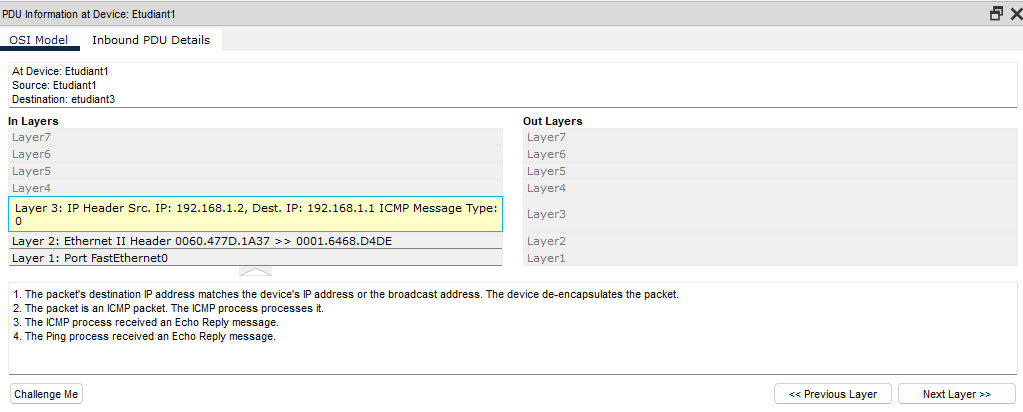 PDU Information at Device: Etudiant1
OSI Model Inbound PDU Details
At Device: Etudiant1
Source: Etudiant1
Destination: etudiant3
In Layers
Layer7
Layer6
Layer5
Layer4
Layer 3: IP Header Src. IP: 192.168.1.2, Dest. IP: 192.168.1.1 ICMP Message Type:
0
Layer 2: Ethernet II Header 0060.477D.1A37 >> 0001.6468.D4DE
Layer 1: Port FastEthernet0
Out Layers
Layer7
Layer6
Layer5
Layer4
Layer3
Layer2
Layer1
1. The packet's destination IP address matches the device's IP address or the broadcast address. The device de-encapsulates the packet.
2. The packet is an ICMP packet. The ICMP process processes it.
3. The ICMP process received an Echo Reply message.
4. The Ping process received an Echo Reply message.
Challenge Me << Previous Layer Next Layer >>